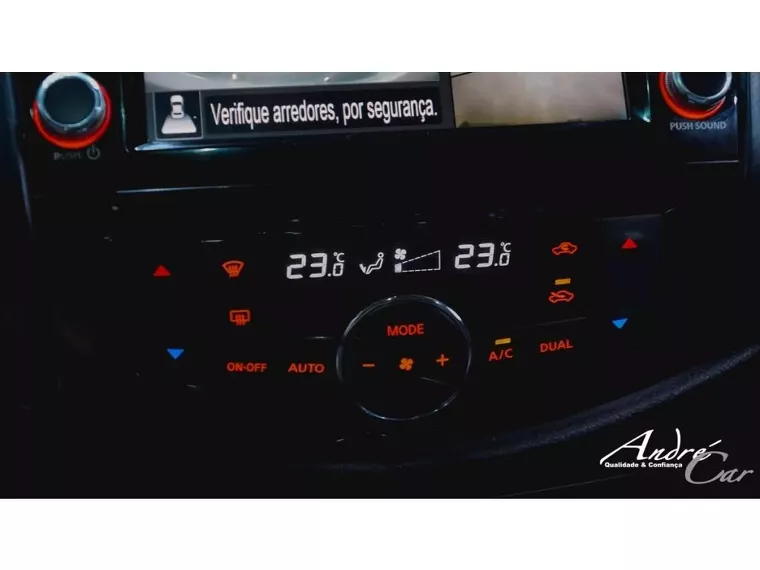 Verifique arredores, por segurança.
PUSH
PUSH SOUND
23.0 °C
23.0 °C
MODE
ON-OFF
AUTO
- +
A/C
DUAL
André
Car
Qualidade & Confiança